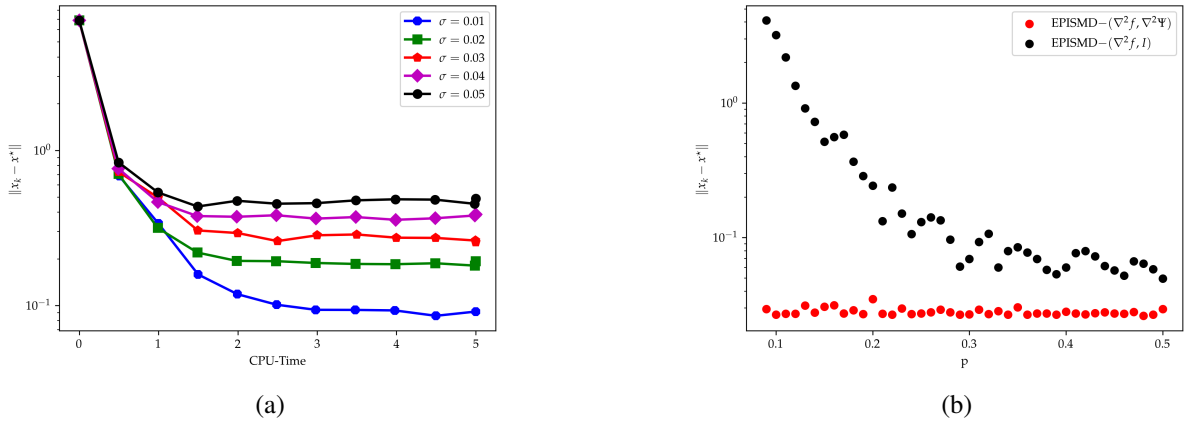 10⁰
10⁻¹
‖x_k − x*‖
0 1 2 3 4 5
CPU-Time
σ = 0.01
σ = 0.02
σ = 0.03
σ = 0.04
σ = 0.05
(a)
10⁰
10⁻¹
‖x_k − x*‖
0.1 0.2 0.3 0.4 0.5
p
EPISMD−(∇²f, ∇²Ψ)
EPISMD−(∇²f, I)
(b)